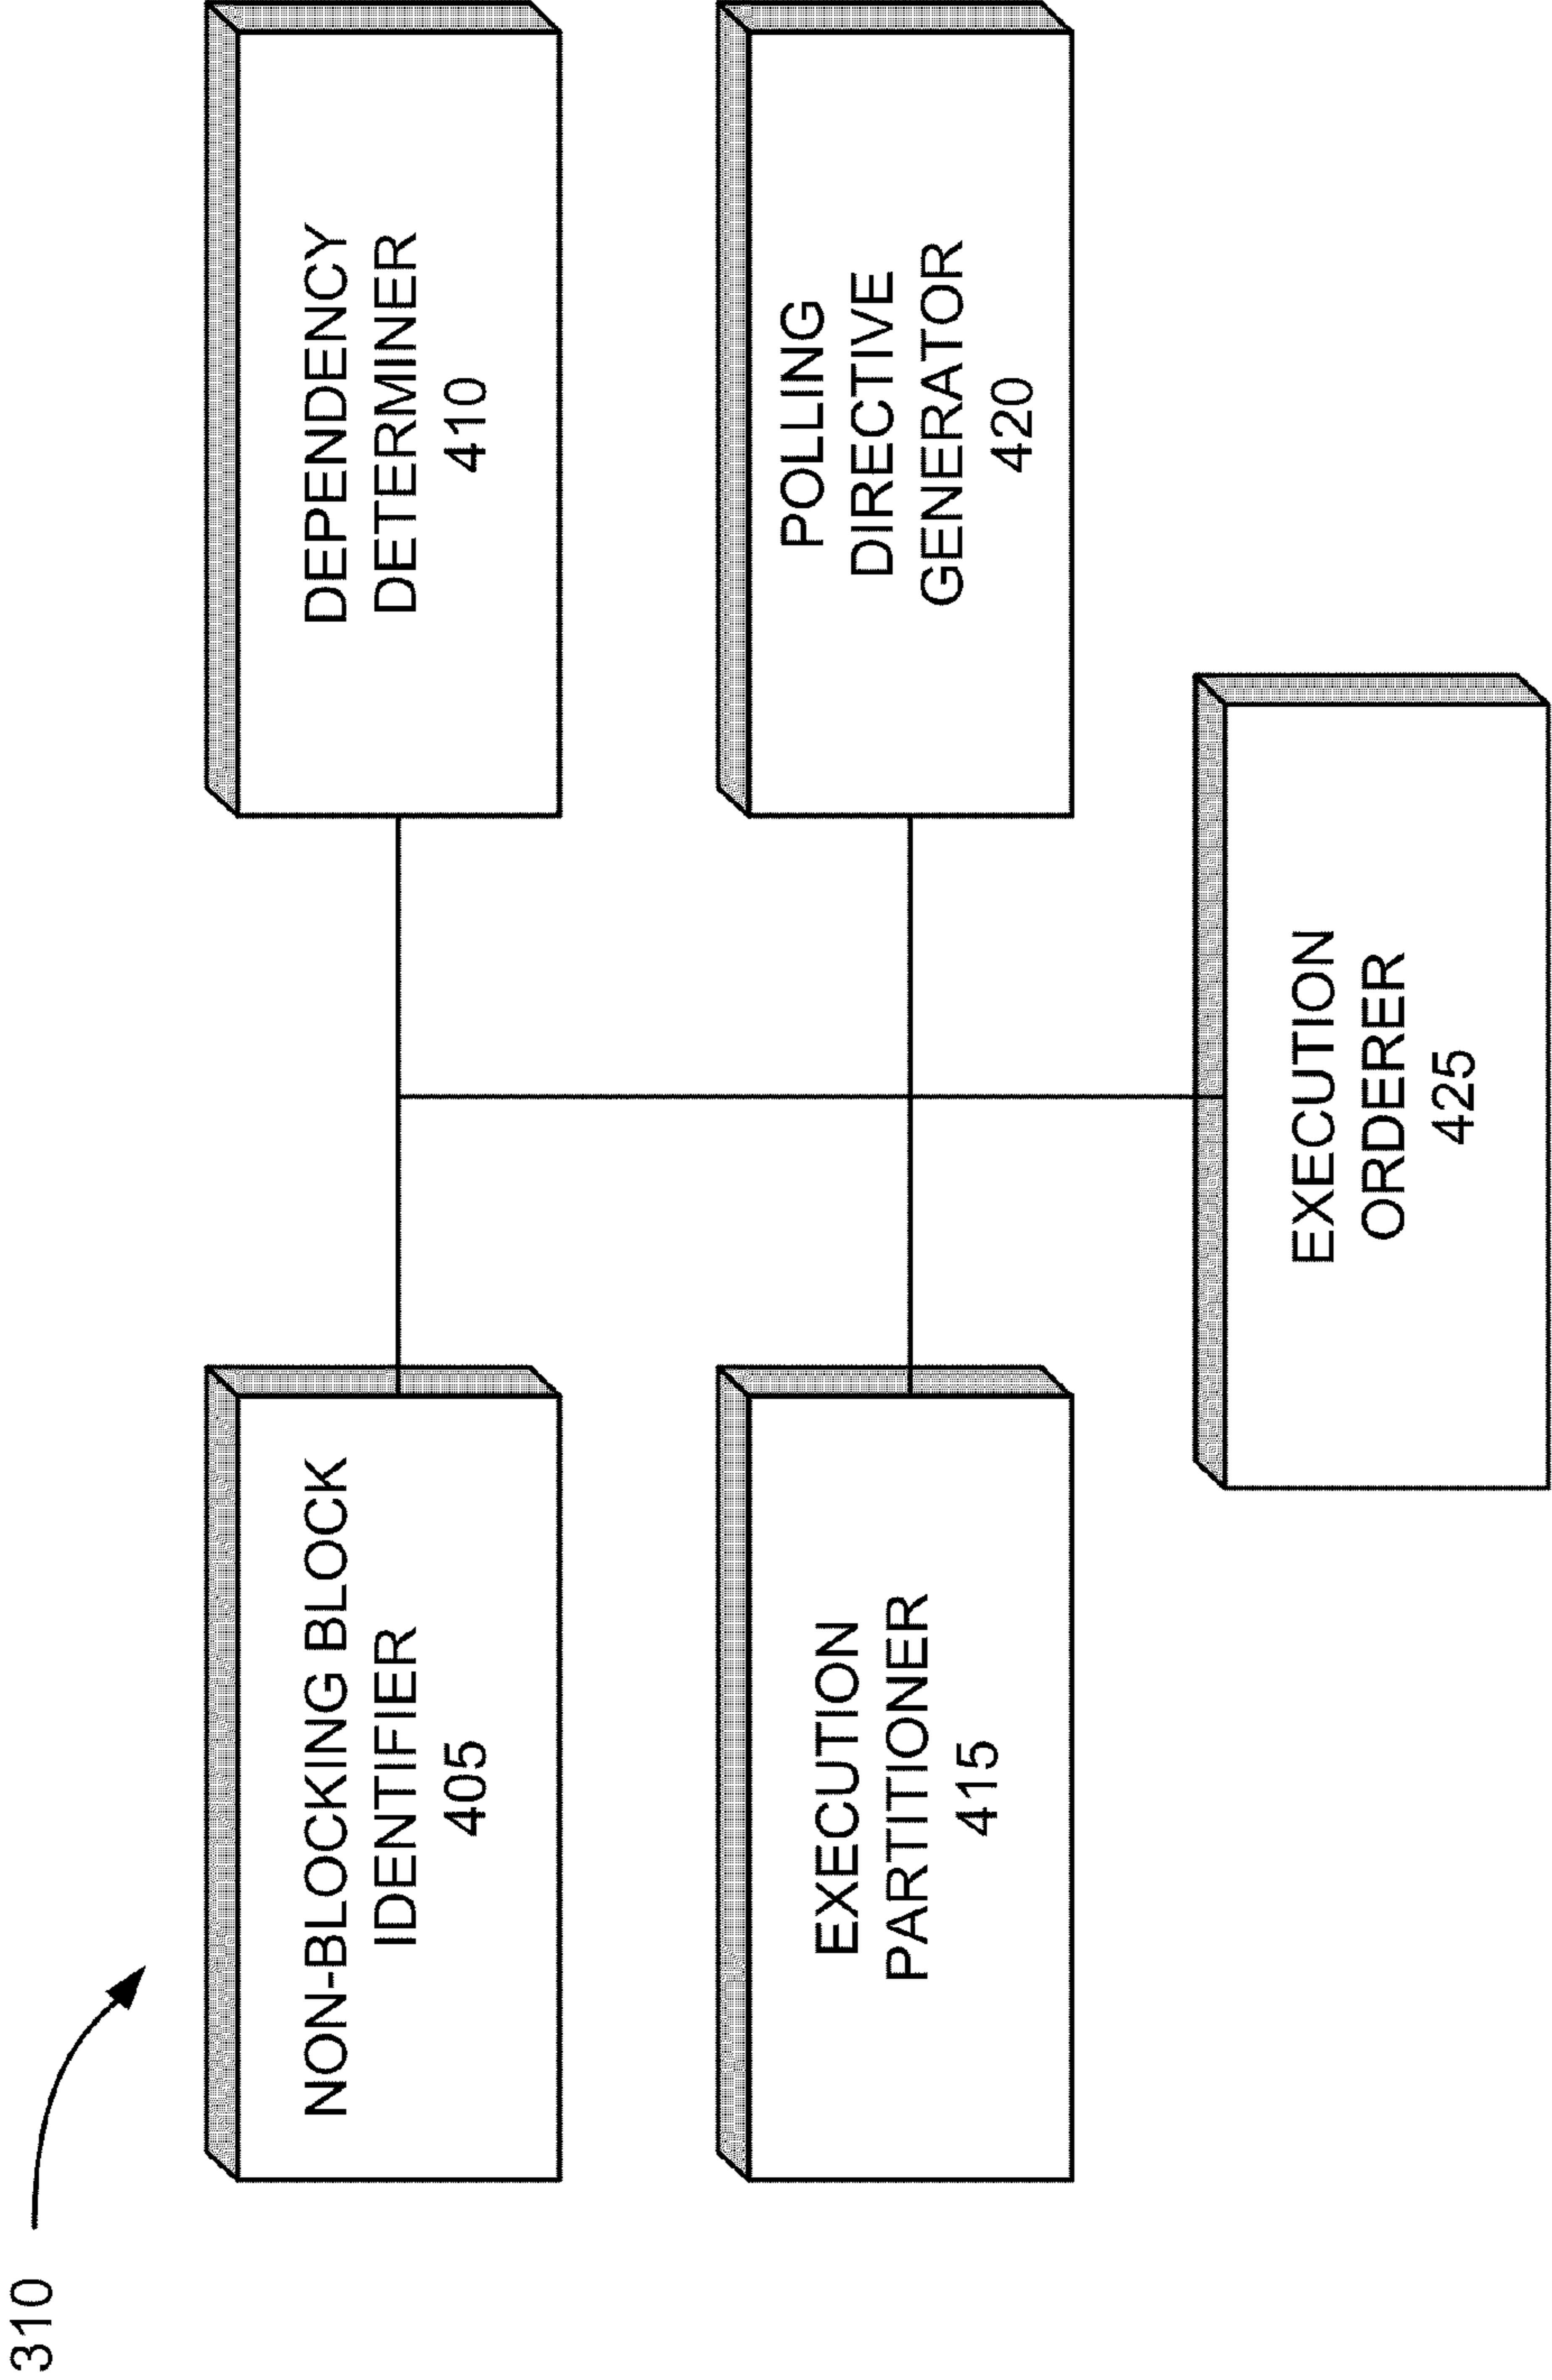 310
NON-BLOCKING BLOCK
IDENTIFIER
405
DEPENDENCY
DETERMINER
410
EXECUTION
PARTITIONER
415
POLLING
DIRECTIVE
GENERATOR
420
EXECUTION
ORDERER
425